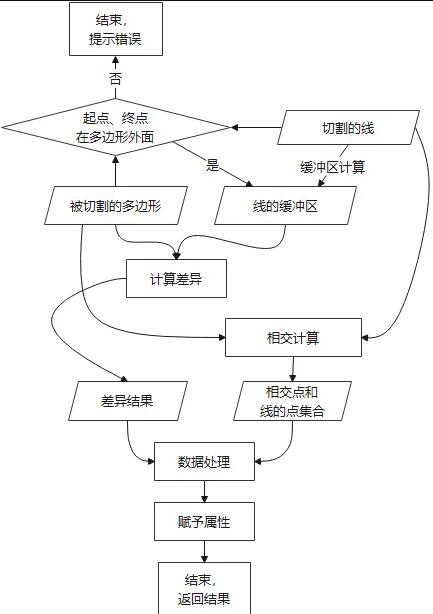 结束，
提示错误
否
起点、终点
在多边形外面
切割的线
是
缓冲区计算
被切割的多边形
线的缓冲区
计算差异
相交计算
差异结果
相交点和
线的点集合
数据处理
赋予属性
结束，
返回结果